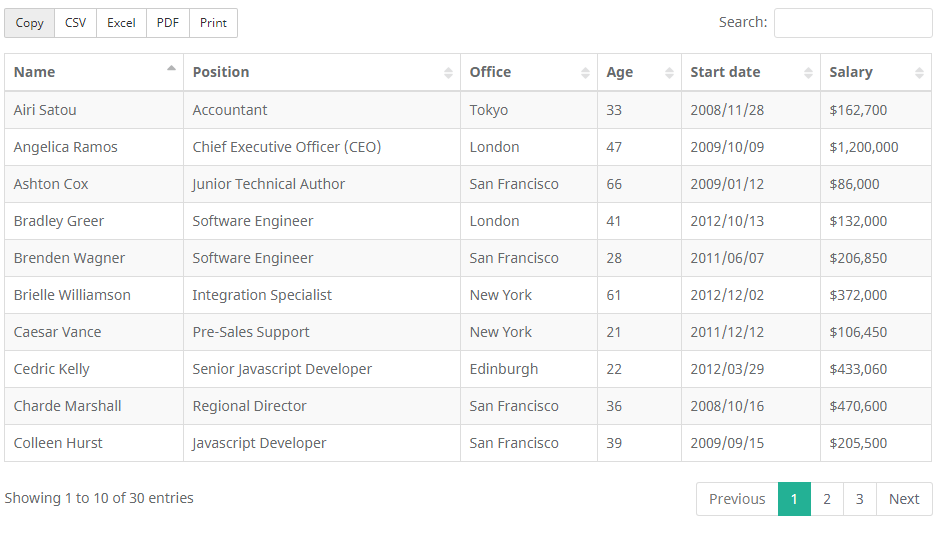 Copy CSV Excel PDF Print Search:
Name Position Office Age Start date Salary
Airi Satou Accountant Tokyo 33 2008/11/28 $162,700
Angelica Ramos Chief Executive Officer (CEO) London 47 2009/10/09 $1,200,000
Ashton Cox Junior Technical Author San Francisco 66 2009/01/12 $86,000
Bradley Greer Software Engineer London 41 2012/10/13 $132,000
Brenden Wagner Software Engineer San Francisco 28 2011/06/07 $206,850
Brielle Williamson Integration Specialist New York 61 2012/12/02 $372,000
Caesar Vance Pre-Sales Support New York 21 2011/12/12 $106,450
Cedric Kelly Senior Javascript Developer Edinburgh 22 2012/03/29 $433,060
Charde Marshall Regional Director San Francisco 36 2008/10/16 $470,600
Colleen Hurst Javascript Developer San Francisco 39 2009/09/15 $205,500
Showing 1 to 10 of 30 entries Previous 1 2 3 Next